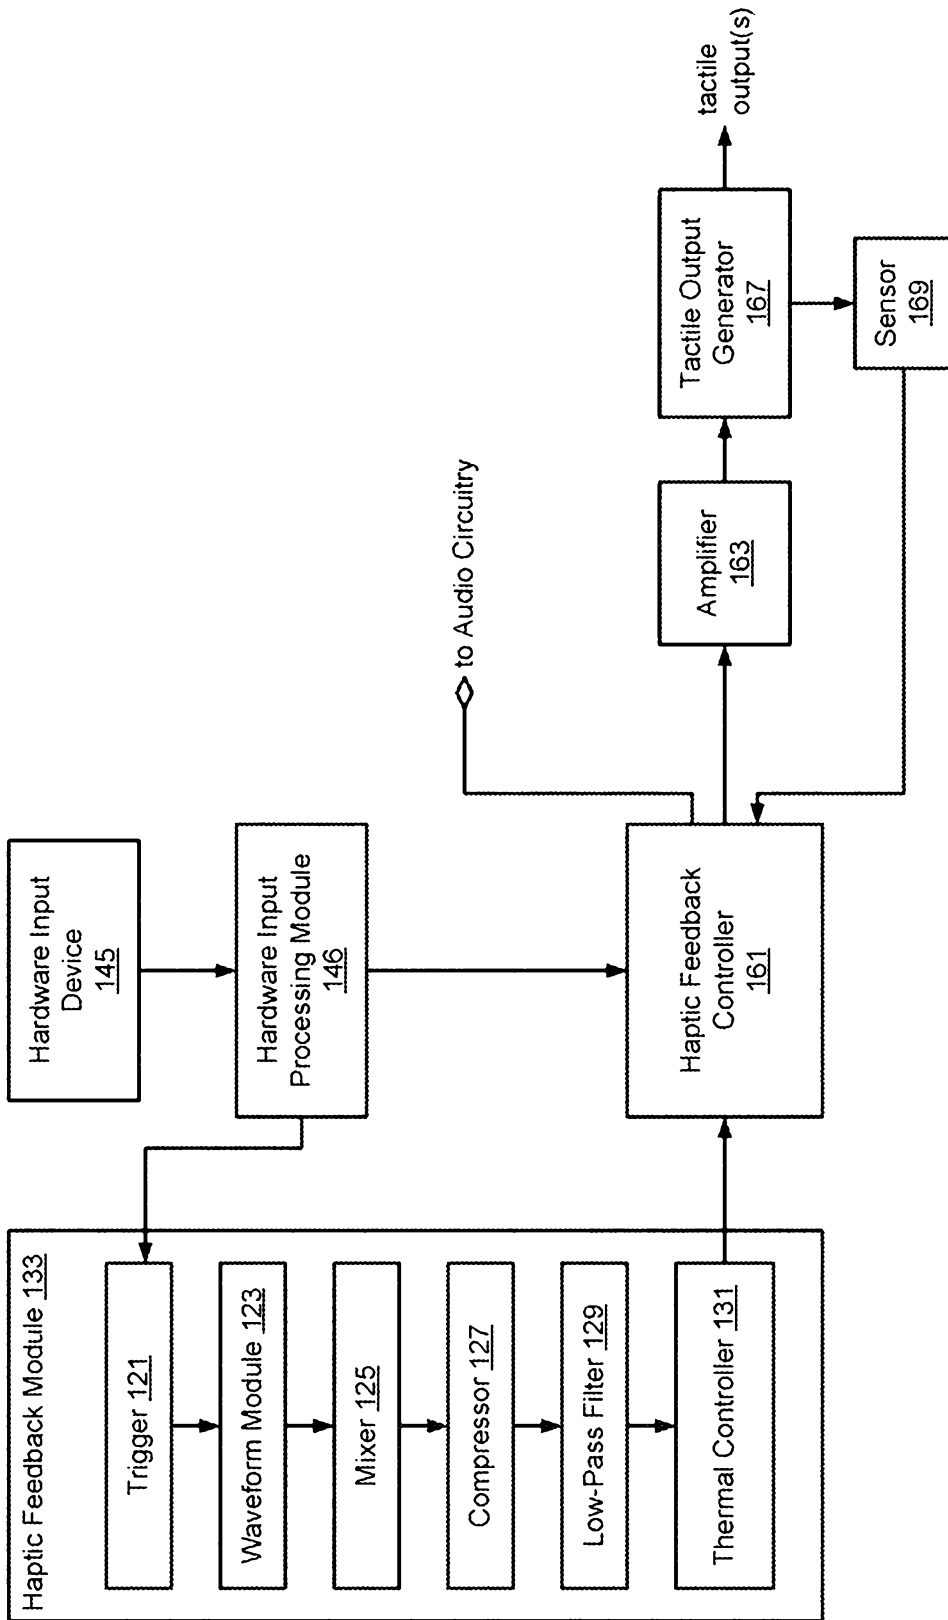 Haptic Feedback Module 133
Trigger 121
Waveform Module 123
Mixer 125
Compressor 127
Low-Pass Filter 129
Thermal Controller 131
Hardware Input
Device
145
Hardware Input
Processing Module
146
Haptic Feedback
Controller
161
to Audio Circuitry
Amplifier
163
Tactile Output
Generator
167
Sensor
169
tactile
output(s)